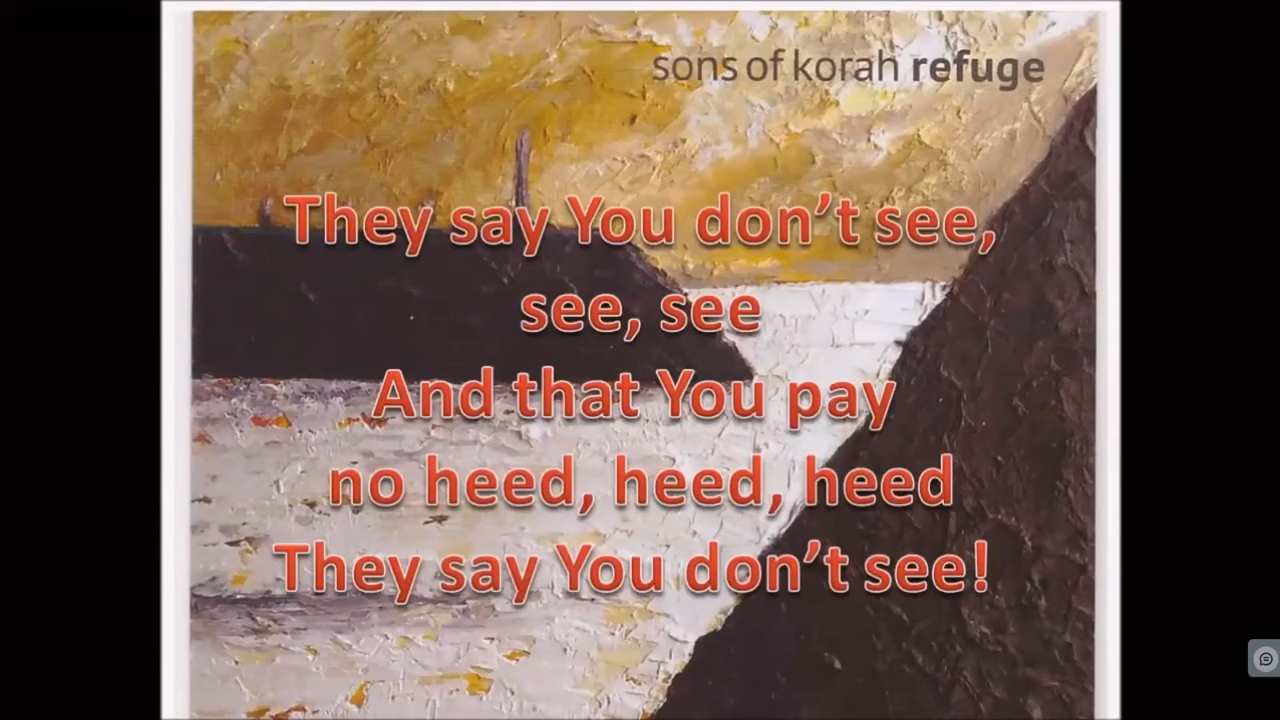 sons of korah refuge
They say You don't see,
see, see
And that You pay
no heed, heed, heed
They say You don't see!